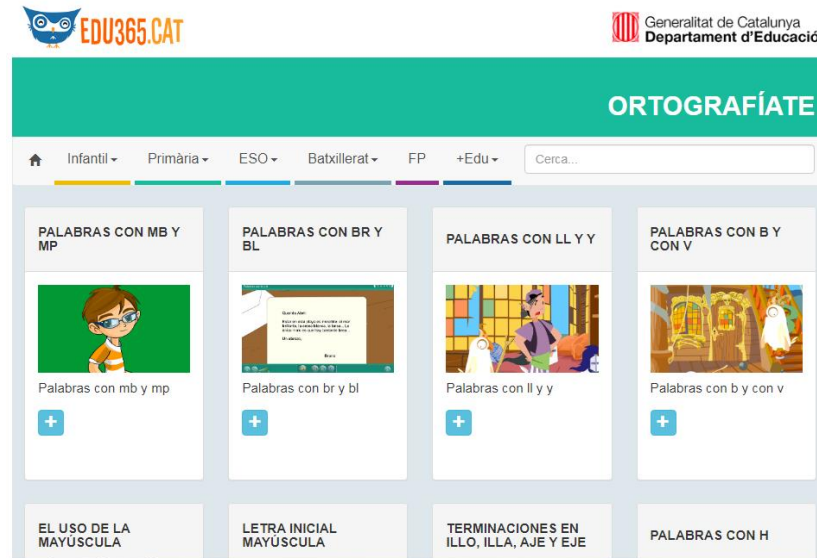 EDU365.CAT
Generalitat de Catalunya
Departament d'Educació
ORTOGRAFÍATE
Infantil Primària ESO Batxillerat FP +Edu Cerca...
PALABRAS CON MB Y
MP
Palabras con mb y mp
+
PALABRAS CON BR Y
BL
Palabras con br y bl
+
PALABRAS CON LL Y Y
Palabras con ll y y
+
PALABRAS CON B Y
CON V
Palabras con b y con v
+
EL USO DE LA
MAYÚSCULA
LETRA INICIAL
MAYÚSCULA
TERMINACIONES EN
ILLO, ILLA, AJE Y EJE
PALABRAS CON H